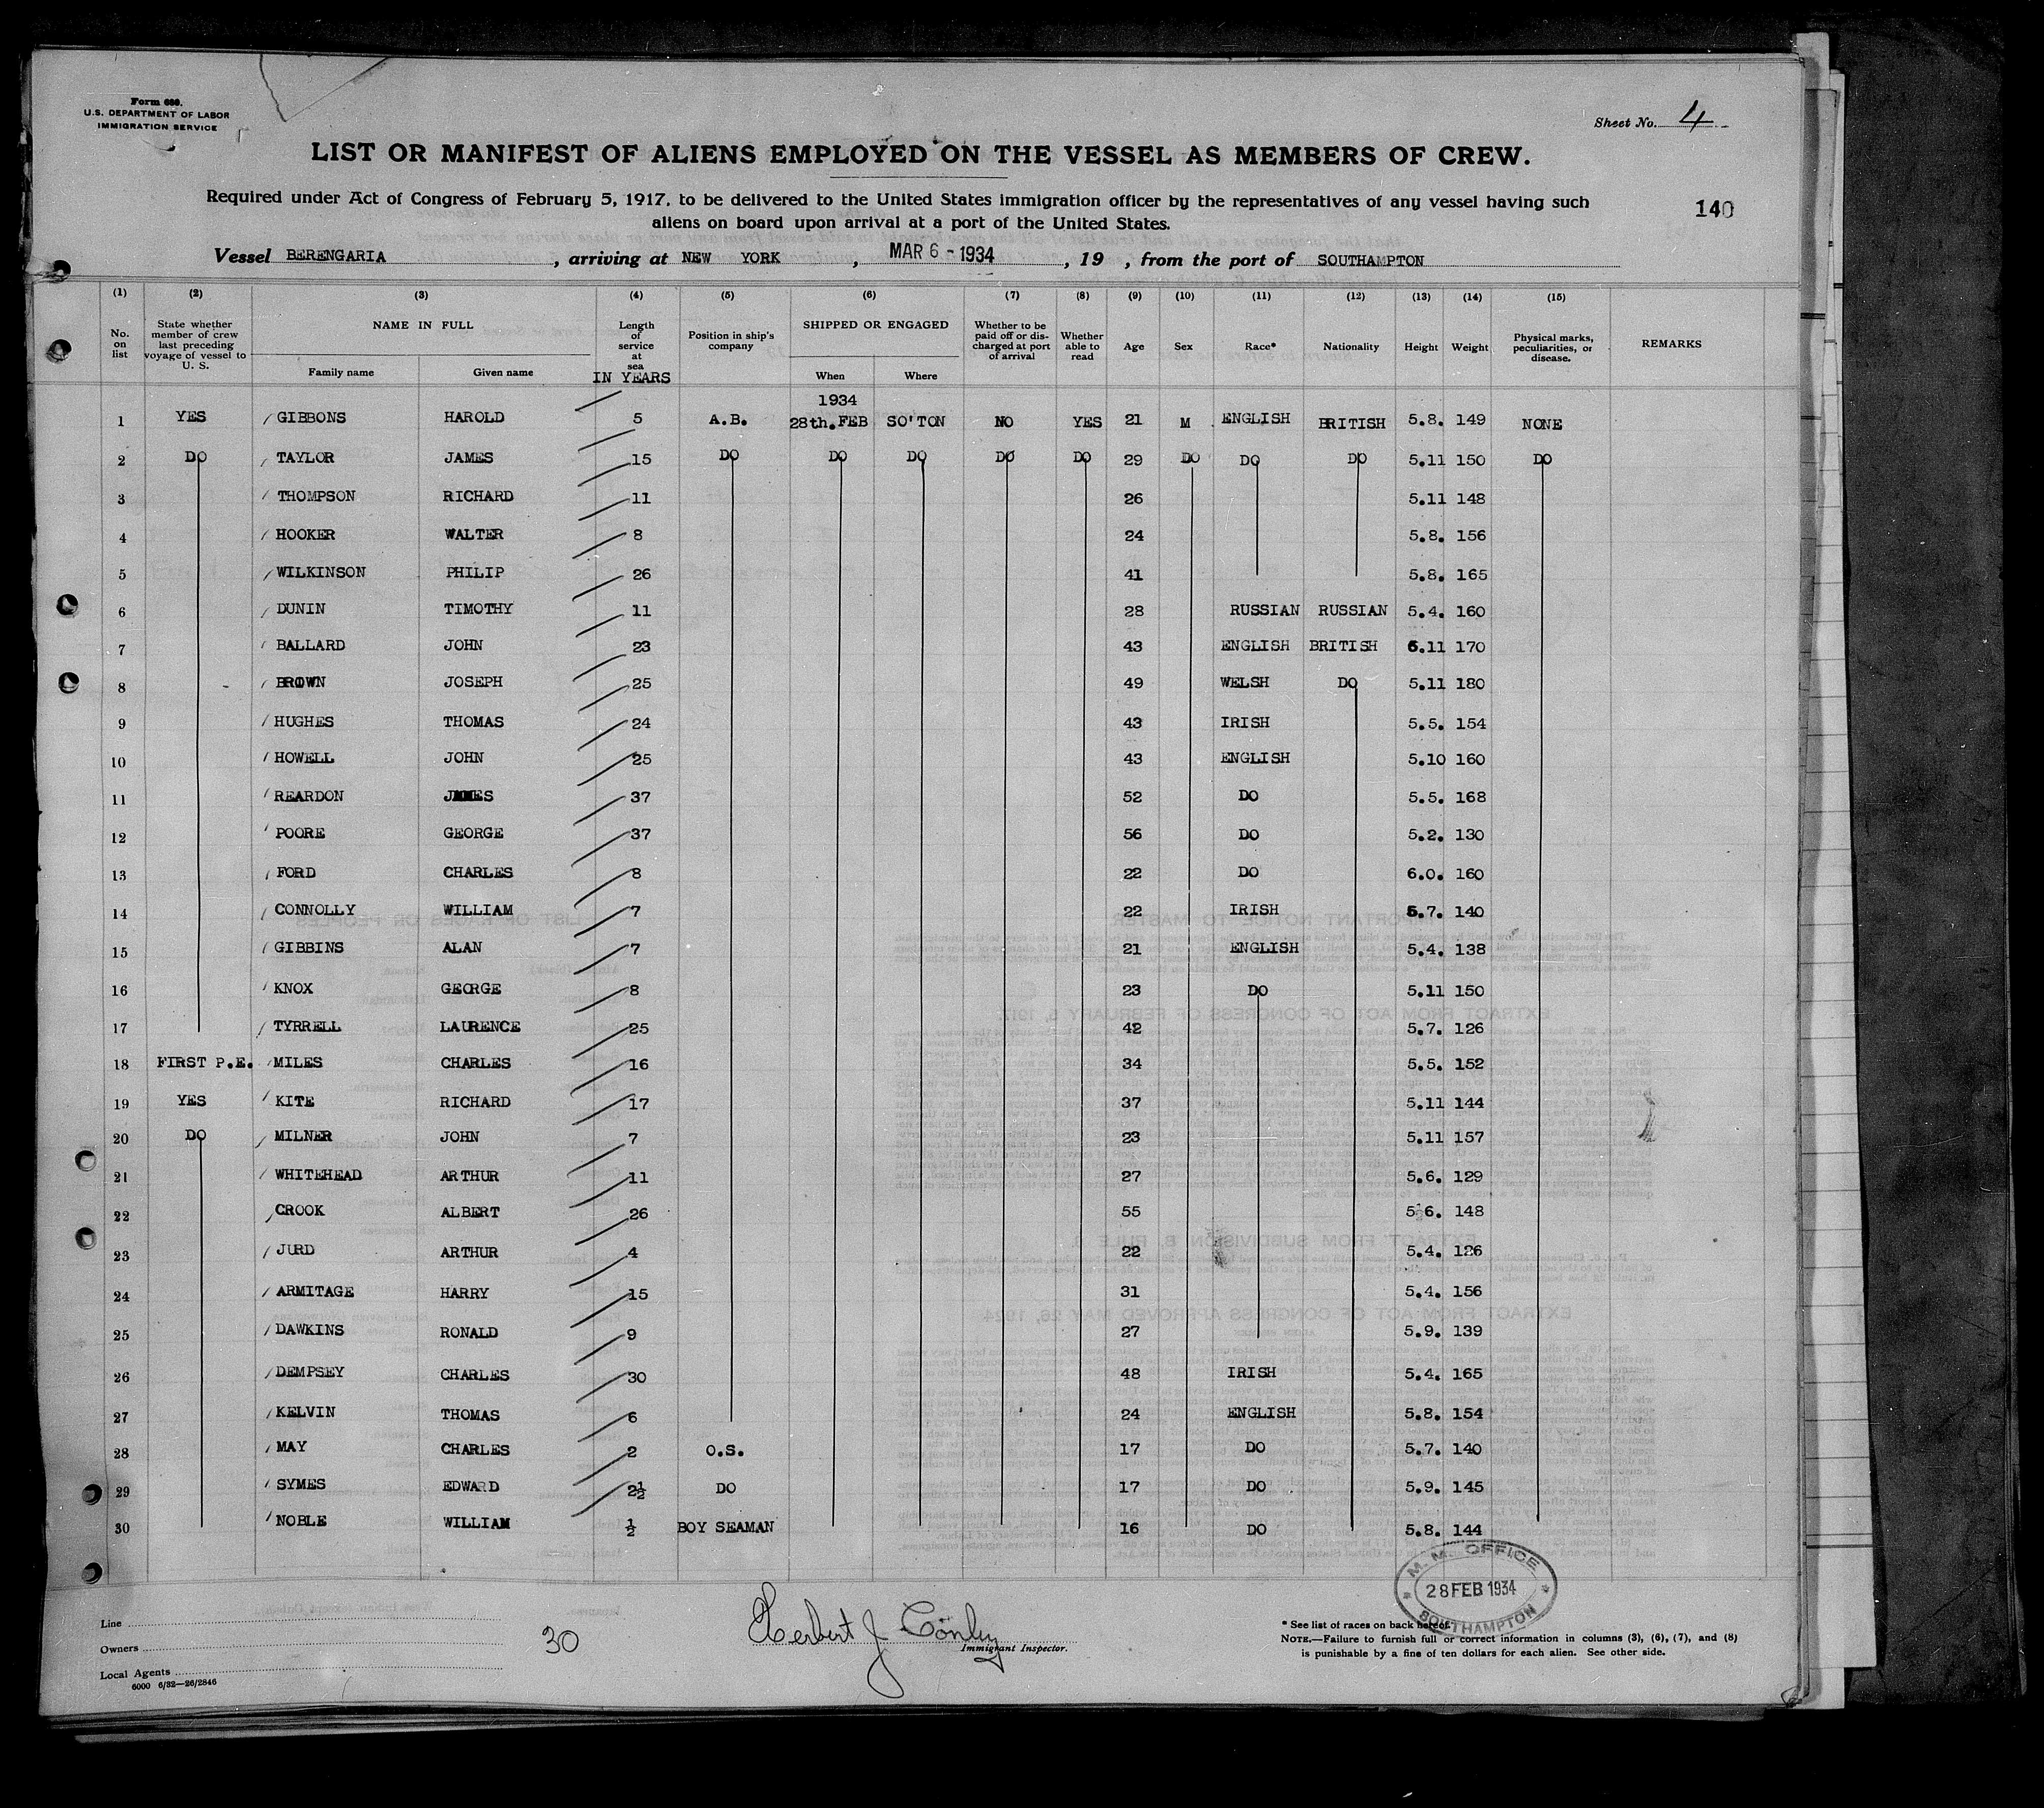 Form 680.
U.S. DEPARTMENT OF LABOR
IMMIGRATION SERVICE
Sheet No. 4
LIST OR MANIFEST OF ALIENS EMPLOYED ON THE VESSEL AS MEMBERS OF CREW.
Required under Act of Congress of February 5, 1917, to be delivered to the United States immigration officer by the representatives of any vessel having such
aliens on board upon arrival at a port of the United States.
140
Vessel BERENGARIA, arriving at NEW YORK, MAR 6 - 1934, 19 , from the port of SOUTHAMPTON
(1) (2) (3) (4) (5) (6) (7) (8) (9) (10) (11) (12) (13) (14) (15)
No. on list State whether member of crew last preceding voyage of vessel to U. S. NAME IN FULL Family name Given name Length of service at sea IN YEARS Position in ship's company SHIPPED OR ENGAGED When Where Whether to be paid off or discharged at port of arrival Whether able to read Age Sex Race* Nationality Height Weight Physical marks, peculiarities, or disease. REMARKS
1934
1 YES GIBBONS HAROLD 5 A.B. 28th.FEB SO'TON NO YES 21 M ENGLISH BRITISH 5.8. 149 NONE
2 DO TAYLOR JAMES 15 DO DO DO DO DO 29 DO DO DO 5.11 150 DO
3 THOMPSON RICHARD 11 26 5.11 148
4 HOOKER WALTER 8 24 5.8. 156
5 WILKINSON PHILIP 26 41 5.8. 165
6 DUNIN TIMOTHY 11 28 RUSSIAN RUSSIAN 5.4. 160
7 BALLARD JOHN 23 43 ENGLISH BRITISH 5.11 170
8 BROWN JOSEPH 25 49 WELSH DO 5.11 180
9 HUGHES THOMAS 24 43 IRISH 5.5. 154
10 HOWELL JOHN 25 43 ENGLISH 5.10 160
11 REARDON JAMES 37 52 DO 5.5. 168
12 POORE GEORGE 37 56 DO 5.2. 130
13 FORD CHARLES 8 22 DO 6.0. 160
14 CONNOLLY WILLIAM 7 22 IRISH 5.7. 140
15 GIBBINS ALAN 7 21 ENGLISH 5.4. 138
16 KNOX GEORGE 8 23 DO 5.11 150
17 TYRRELL LAURENCE 25 42 5.7. 126
18 FIRST P.E. MILES CHARLES 16 34 5.5. 152
19 YES KITE RICHARD 17 37 5.11 144
20 DO MILNER JOHN 7 23 5.11 157
21 WHITEHEAD ARTHUR 11 27 5.6. 129
22 CROOK ALBERT 26 55 5 6. 148
23 JURD ARTHUR 4 22 5.4. 126
24 ARMITAGE HARRY 15 31 5.4. 156
25 DAWKINS RONALD 9 27 5.9. 139
26 DEMPSEY CHARLES 30 48 IRISH 5.4. 165
27 KELVIN THOMAS 6 24 ENGLISH 5.8. 154
28 MAY CHARLES 2 O.S. 17 DO 5.7. 140
29 SYMES EDWARD 2½ DO 17 DO 5.9. 145
30 NOBLE WILLIAM ½ BOY SEAMAN 16 DO 5.8. 144
M. M. OFFICE
28 FEB 1934
SOUTHAMPTON
Line
Owners
Local Agents
6000 6/32—26/2846
30
Herbert J Conley
Immigrant Inspector.
* See list of races on back hereof.
NOTE.—Failure to furnish full or correct information in columns (3), (6), (7), and (8)
is punishable by a fine of ten dollars for each alien. See other side.